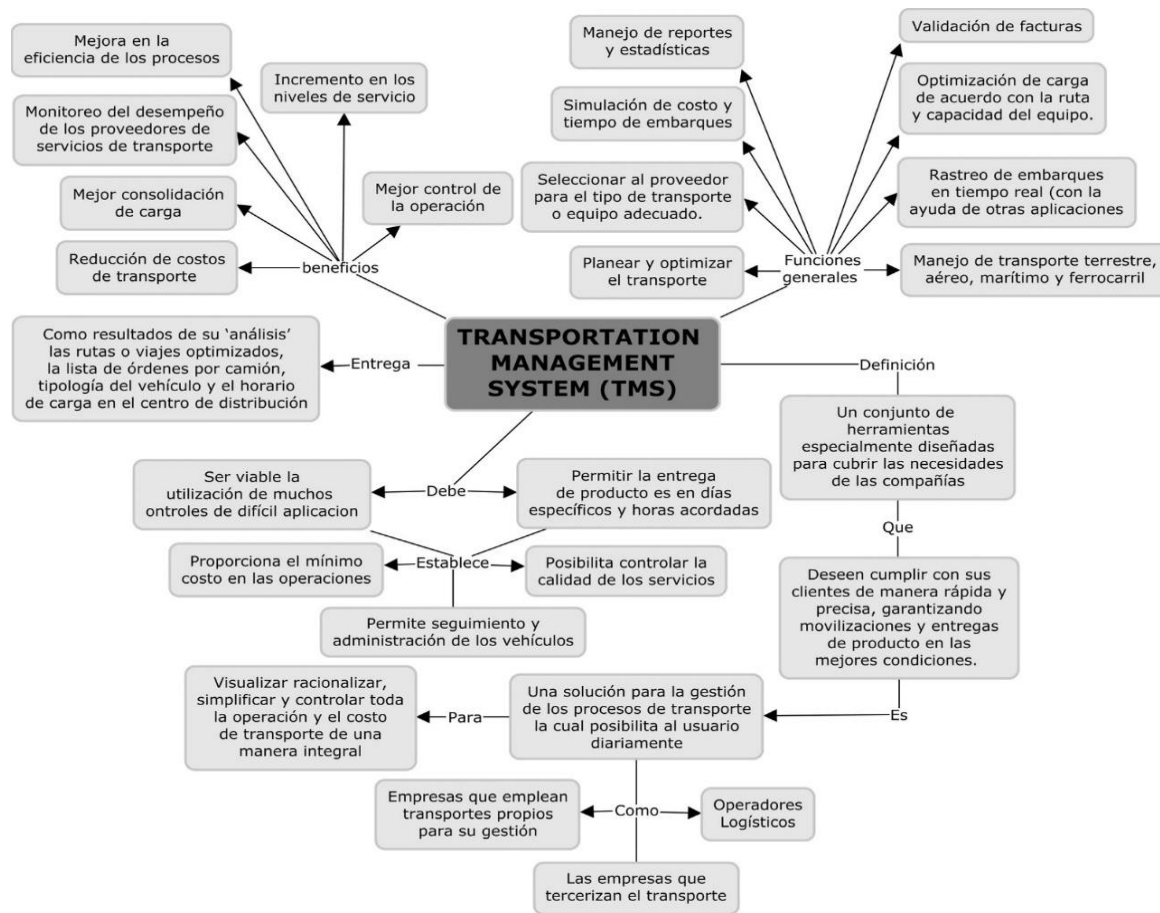 Mejora en la
eficiencia de los procesos
Incremento en los
niveles de servicio
Monitoreo del desempeño
de los proveedores de
servicios de transporte
Mejor consolidación
de carga
Mejor control de
la operación
Reducción de costos
de transporte
beneficios
Manejo de reportes
y estadísticas
Validación de facturas
Simulación de costo y
tiempo de embarques
Optimización de carga
de acuerdo con la ruta
y capacidad del equipo.
Seleccionar al proveedor
para el tipo de transporte
o equipo adecuado.
Rastreo de embarques
en tiempo real (con la
ayuda de otras aplicaciones
Planear y optimizar
el transporte
Funciones
generales
Manejo de transporte terrestre,
aéreo, marítimo y ferrocarril
TRANSPORTATION
MANAGEMENT
SYSTEM (TMS)
Entrega
Como resultados de su ‘análisis’
las rutas o viajes optimizados,
la lista de órdenes por camión,
tipología del vehículo y el horario
de carga en el centro de distribución
Definición
Un conjunto de
herramientas
especialmente diseñadas
para cubrir las necesidades
de las compañías
Que
Deseen cumplir con sus
clientes de manera rápida y
precisa, garantizando
movilizaciones y entregas
de producto en las
mejores condiciones.
Es
Debe
Ser viable la
utilización de muchos
ontroles de difícil aplicacion
Permitir la entrega
de producto es en días
específicos y horas acordadas
Establece
Proporciona el mínimo
costo en las operaciones
Posibilita controlar la
calidad de los servicios
Permite seguimiento y
administración de los vehículos
Una solución para la gestión
de los procesos de transporte
la cual posibilita al usuario
diariamente
Para
Visualizar racionalizar,
simplificar y controlar toda
la operación y el costo
de transporte de una
manera integral
Como
Empresas que emplean
transportes propios
para su gestión
Operadores
Logísticos
Las empresas que
tercerizan el transporte